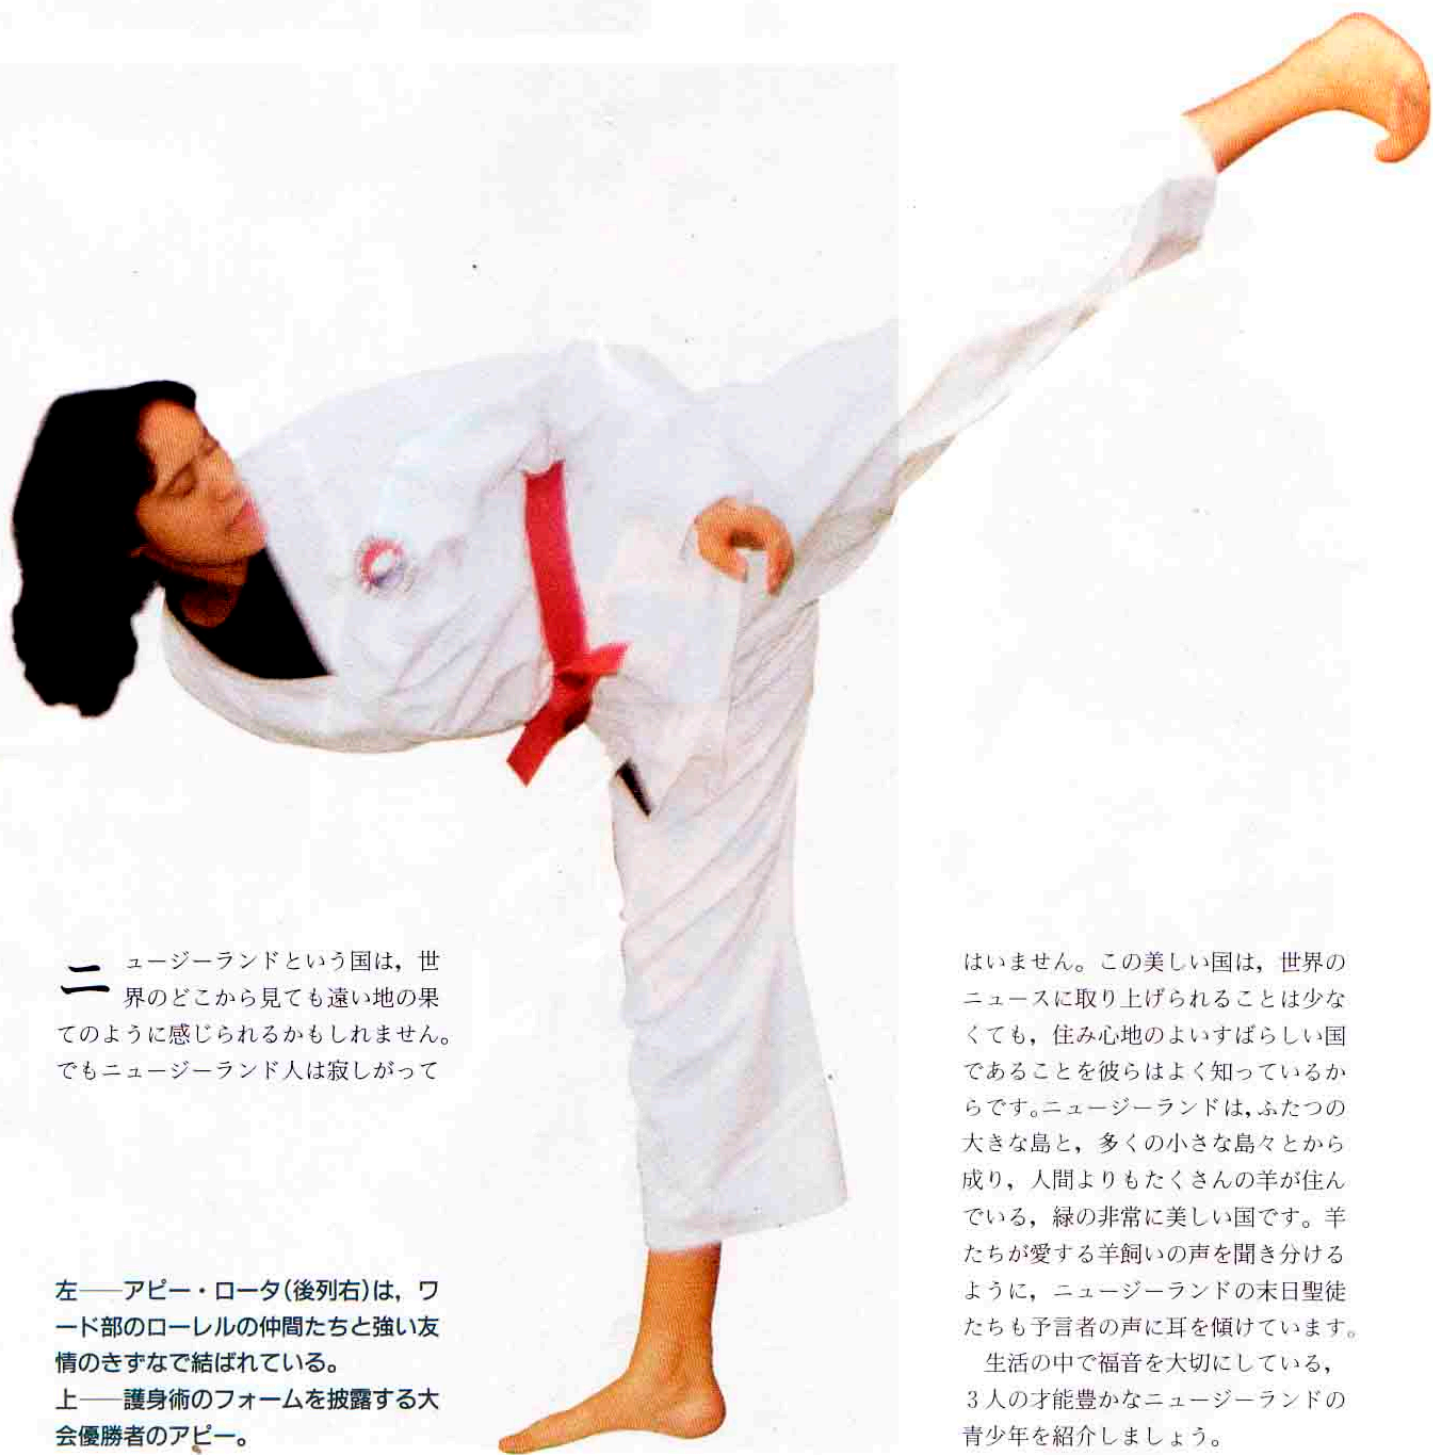 ニュージーランドという国は，世
界のどこから見ても遠い地の果
てのように感じられるかもしれません。
でもニュージーランド人は寂しがって
はいません。この美しい国は，世界の
ニュースに取り上げられることは少な
くても，住み心地のよいすばらしい国
であることを彼らはよく知っているか
らです。ニュージーランドは，ふたつの
大きな島と，多くの小さな島々とから
成り，人間よりもたくさんの羊が住ん
でいる，緑の非常に美しい国です。羊
たちが愛する羊飼いの声を聞き分ける
ように，ニュージーランドの末日聖徒
たちも予言者の声に耳を傾けています。
生活の中で福音を大切にしている，
3人の才能豊かなニュージーランドの
青少年を紹介しましょう。
左──アピー・ロータ(後列右)は，ワ
ード部のローレルの仲間たちと強い友
情のきずなで結ばれている。
上──護身術のフォームを披露する大
会優勝者のアピー。